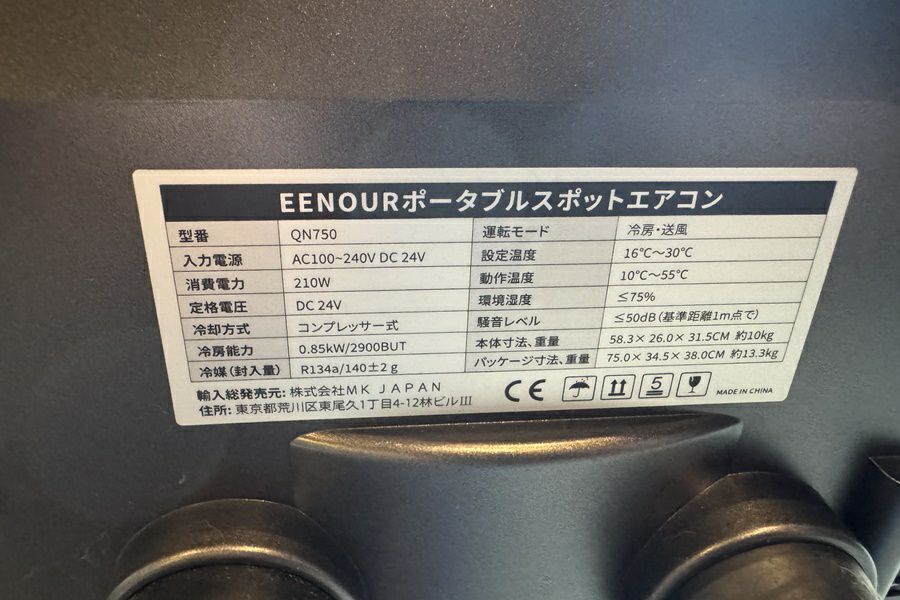 EENOURポータブルスポットエアコン
型番 QN750 運転モード 冷房・送風
入力電源 AC100~240V DC 24V 設定温度 16℃～30℃
消費電力 210W 動作温度 10℃～55℃
定格電圧 DC 24V 環境湿度 ≤75%
冷却方式 コンプレッサー式 騒音レベル ≤50dB（基準距離1m点で）
冷房能力 0.85kW/2900BUT 本体寸法、重量 58.3× 26.0× 31.5CM 約10kg
冷媒（封入量） R134a/140±2 g パッケージ寸法、重量 75.0× 34.5× 38.0CM 約13.3kg
輸入総発売元: 株式会社ＭＫ ＪＡＰＡＮ
住所: 東京都荒川区東尾久1丁目4-12林ビルⅢ
CE 5 MADE IN CHINA